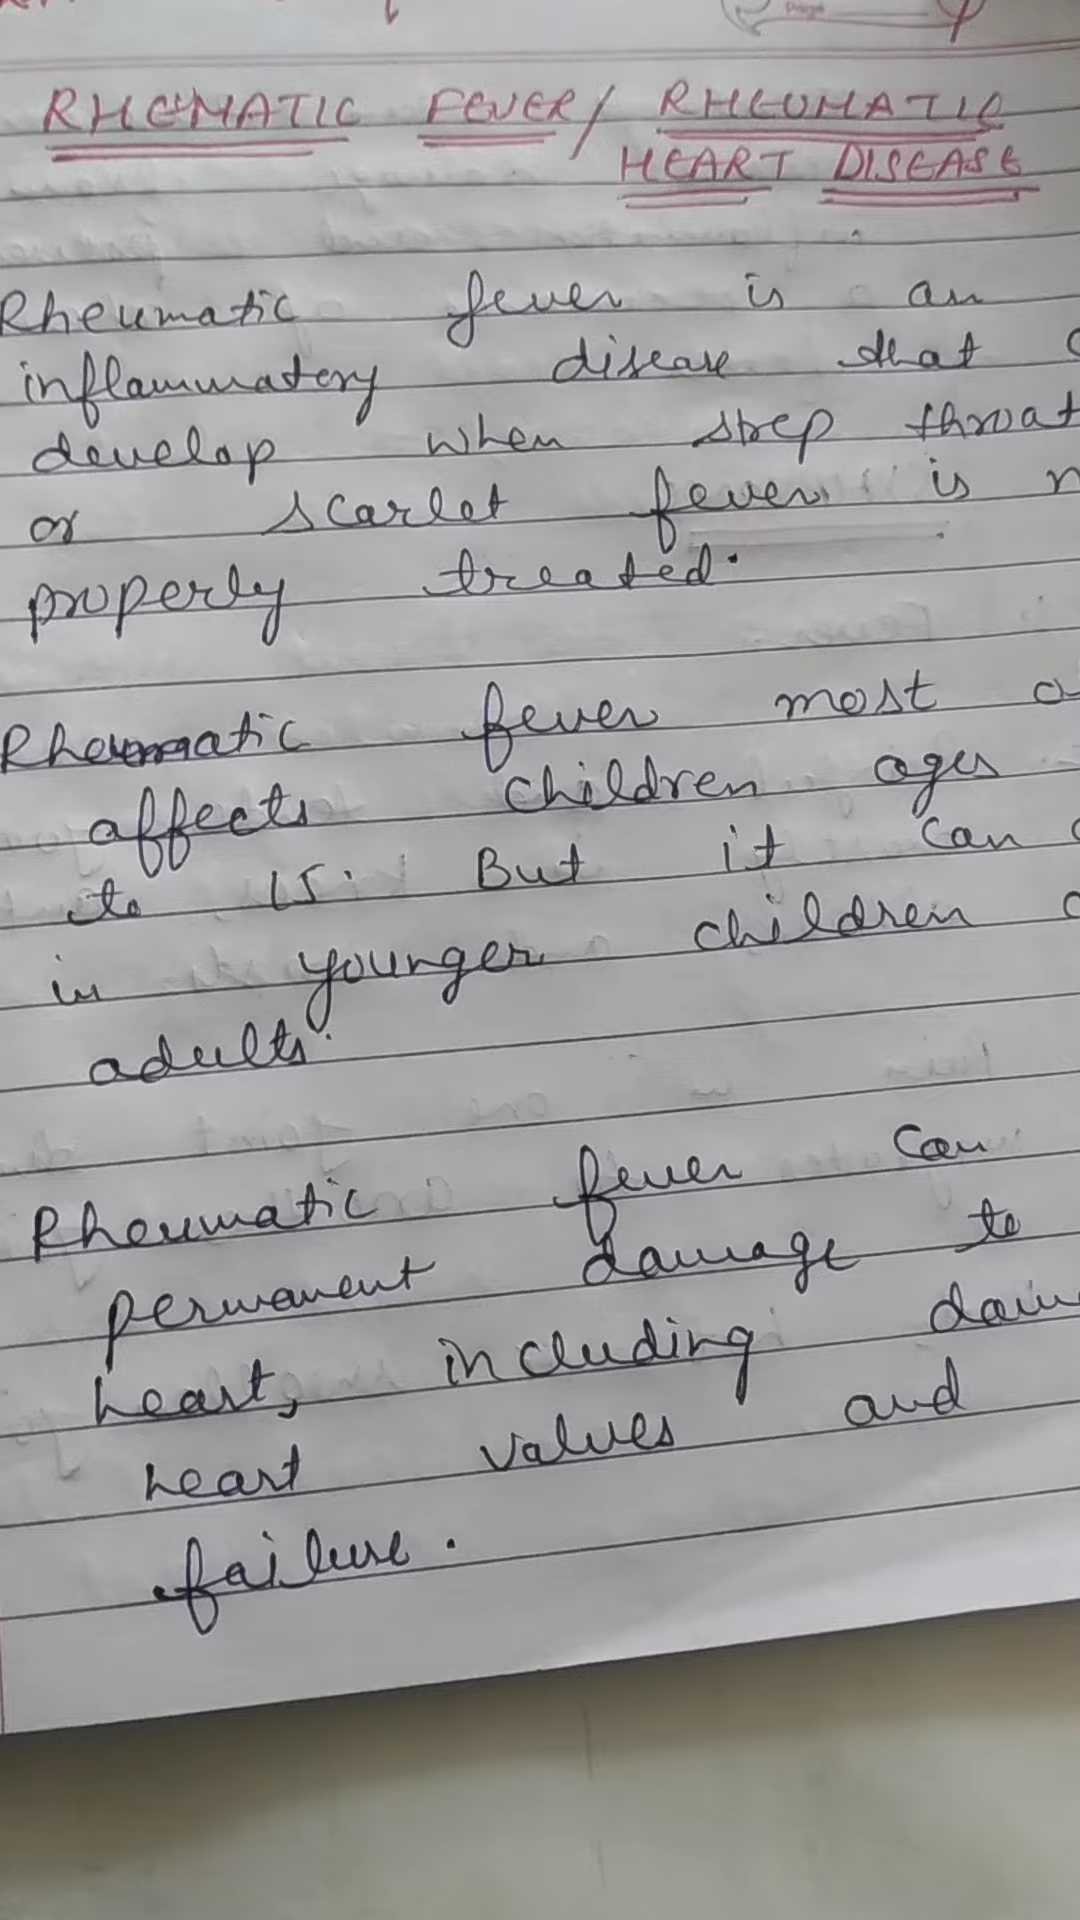 RHEMATIC FEVER/ RHEUMATIC
HEART DISEASE
Rheumatic fever is an
inflammatory disease that
develop when strep throat
or scarlet fever is
properly treated.
Rheumatic fever most
affects children ages
to 15. But it can
in younger children
adults.
Rheumatic fever can
permanent damage to
heart, including
heart valves and
failure.